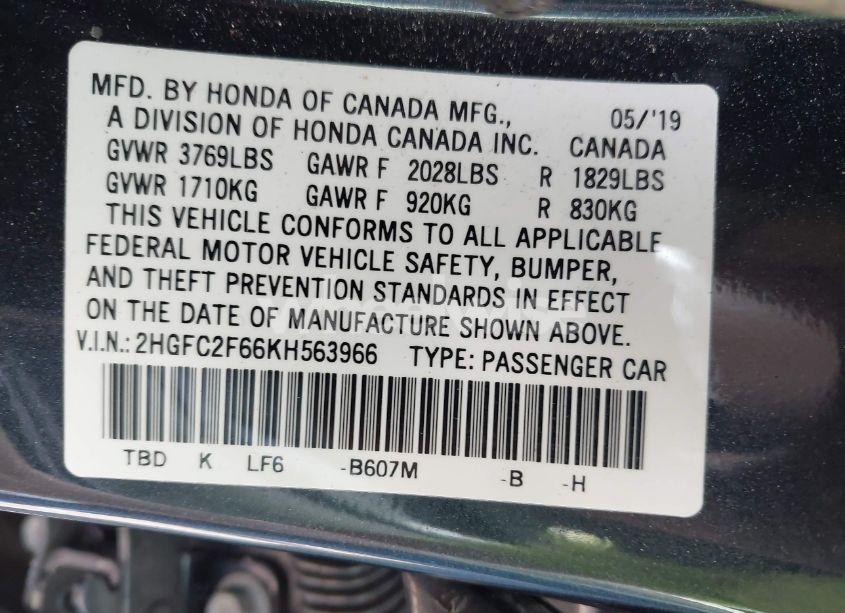 MFD. BY HONDA OF CANADA MFG., 05/'19
A DIVISION OF HONDA CANADA INC. CANADA
GVWR 3769LBS GAWR F 2028LBS R 1829LBS
GVWR 1710KG GAWR F 920KG R 830KG
THIS VEHICLE CONFORMS TO ALL APPLICABLE
FEDERAL MOTOR VEHICLE SAFETY, BUMPER,
AND THEFT PREVENTION STANDARDS IN EFFECT
ON THE DATE OF MANUFACTURE SHOWN ABOVE.
V.I.N.: 2HGFC2F66KH563966 TYPE: PASSENGER CAR
TBD K LF6 -B607M -B -H